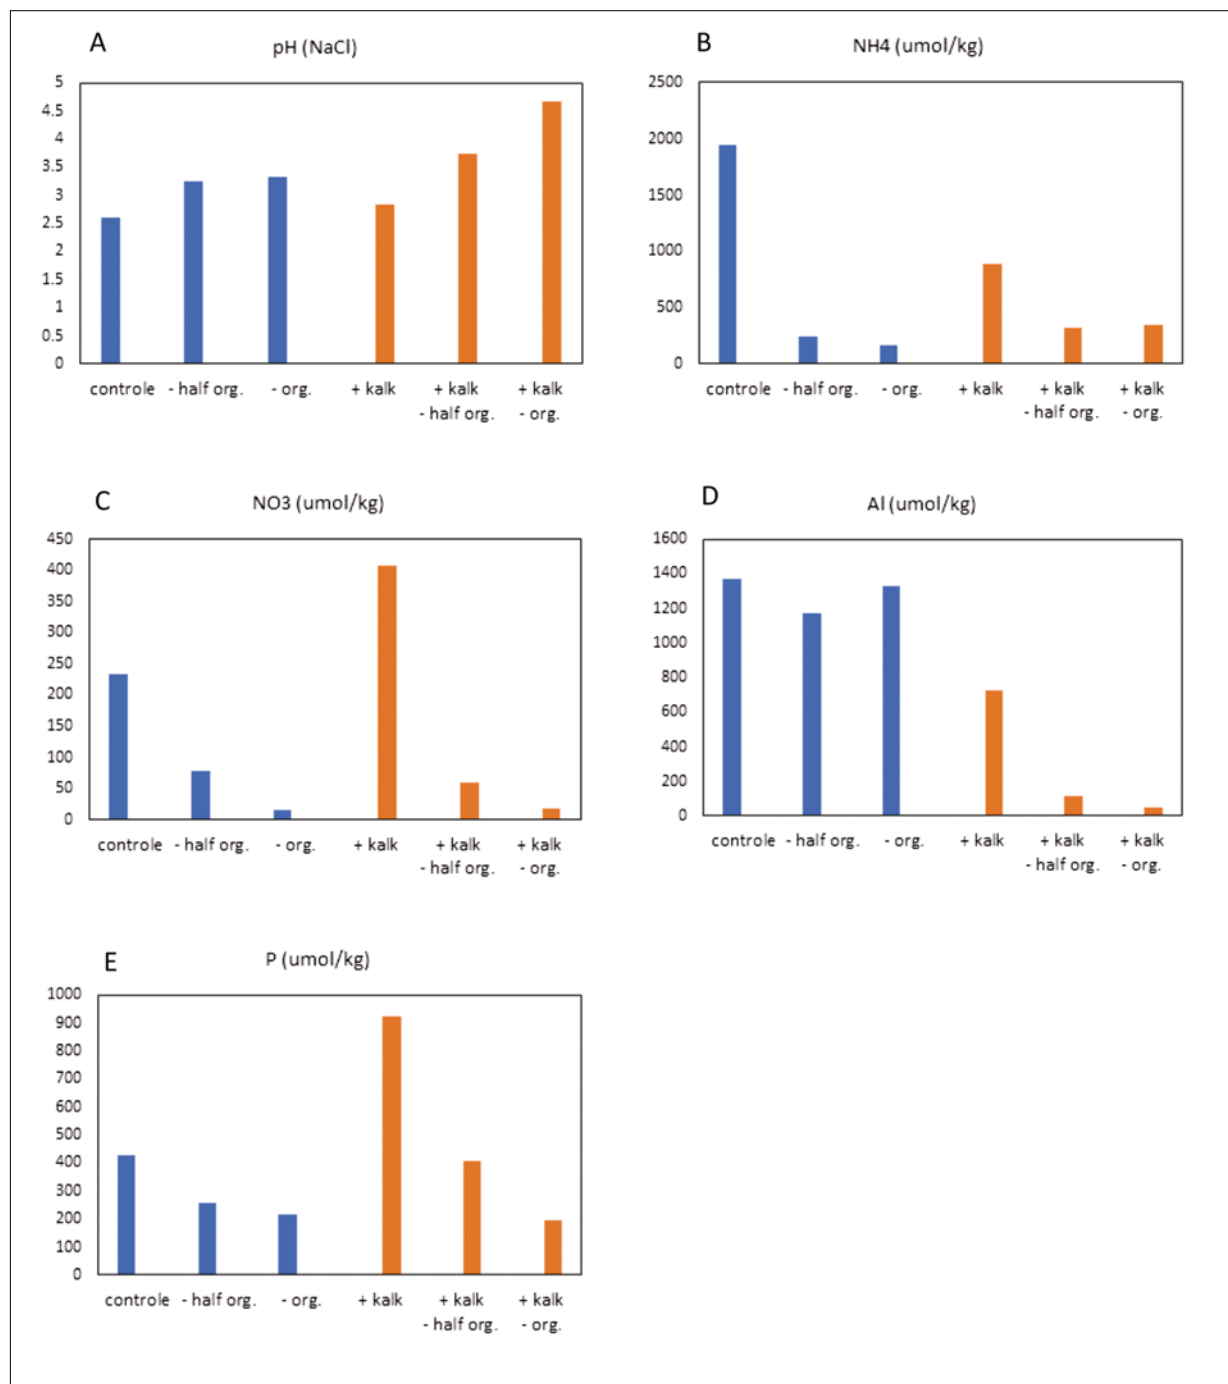 A
pH (NaCl)
5
4.5
4
3.5
3
2.5
2
1.5
1
0.5
0
controle - half org. - org. + kalk + kalk + kalk
- half org. - org.
B
NH4 (umol/kg)
2500
2000
1500
1000
500
0
controle - half org. - org. + kalk + kalk + kalk
- half org. - org.
C
NO3 (umol/kg)
450
400
350
300
250
200
150
100
50
0
controle - half org. - org. + kalk + kalk + kalk
- half org. - org.
D
Al (umol/kg)
1600
1400
1200
1000
800
600
400
200
0
controle - half org. - org. + kalk + kalk + kalk
- half org. - org.
E
P (umol/kg)
1000
900
800
700
600
500
400
300
200
100
0
controle - half org. - org. + kalk + kalk + kalk
- half org. - org.